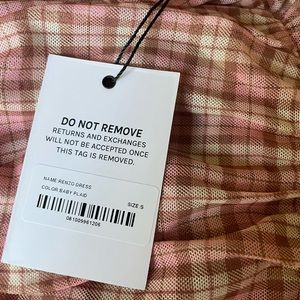 DO NOT REMOVE
RETURNS AND EXCHANGES
WILL NOT BE ACCEPTED ONCE
THIS TAG IS REMOVED.
NAME:RENZO DRESS
COLOR:BABY PLAID
SIZE:S
081009961206